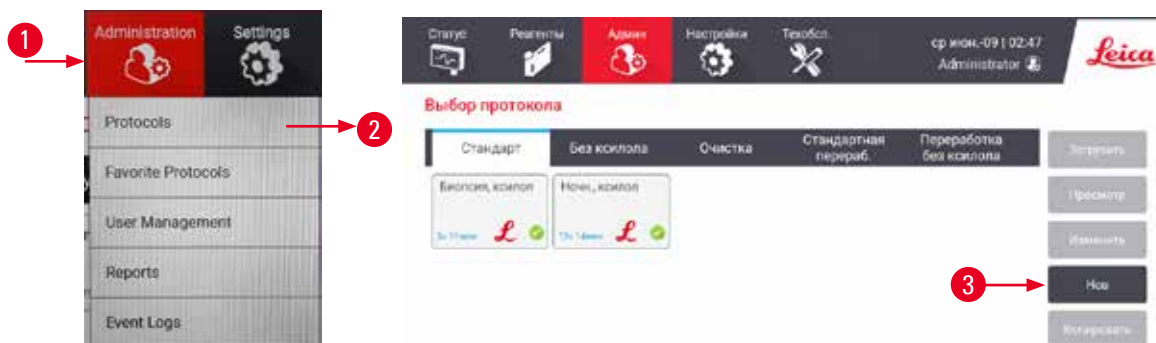 1
Administration
Settings
Protocols
2
Favorite Protocols
User Management
Reports
Event Logs
Статус
Реагенты
Админ
Настройки
Техобсл.
ср июн.-09 | 02:47
Administrator
Leica
Выбор протокола
Стандарт
Без ксилола
Очистка
Стандартная
перераб.
Переработка
без ксилола
Загрузить
Биопсия, ксилол
Ночн., ксилол
Просмотр
Изменить
3
Нов
Копировать